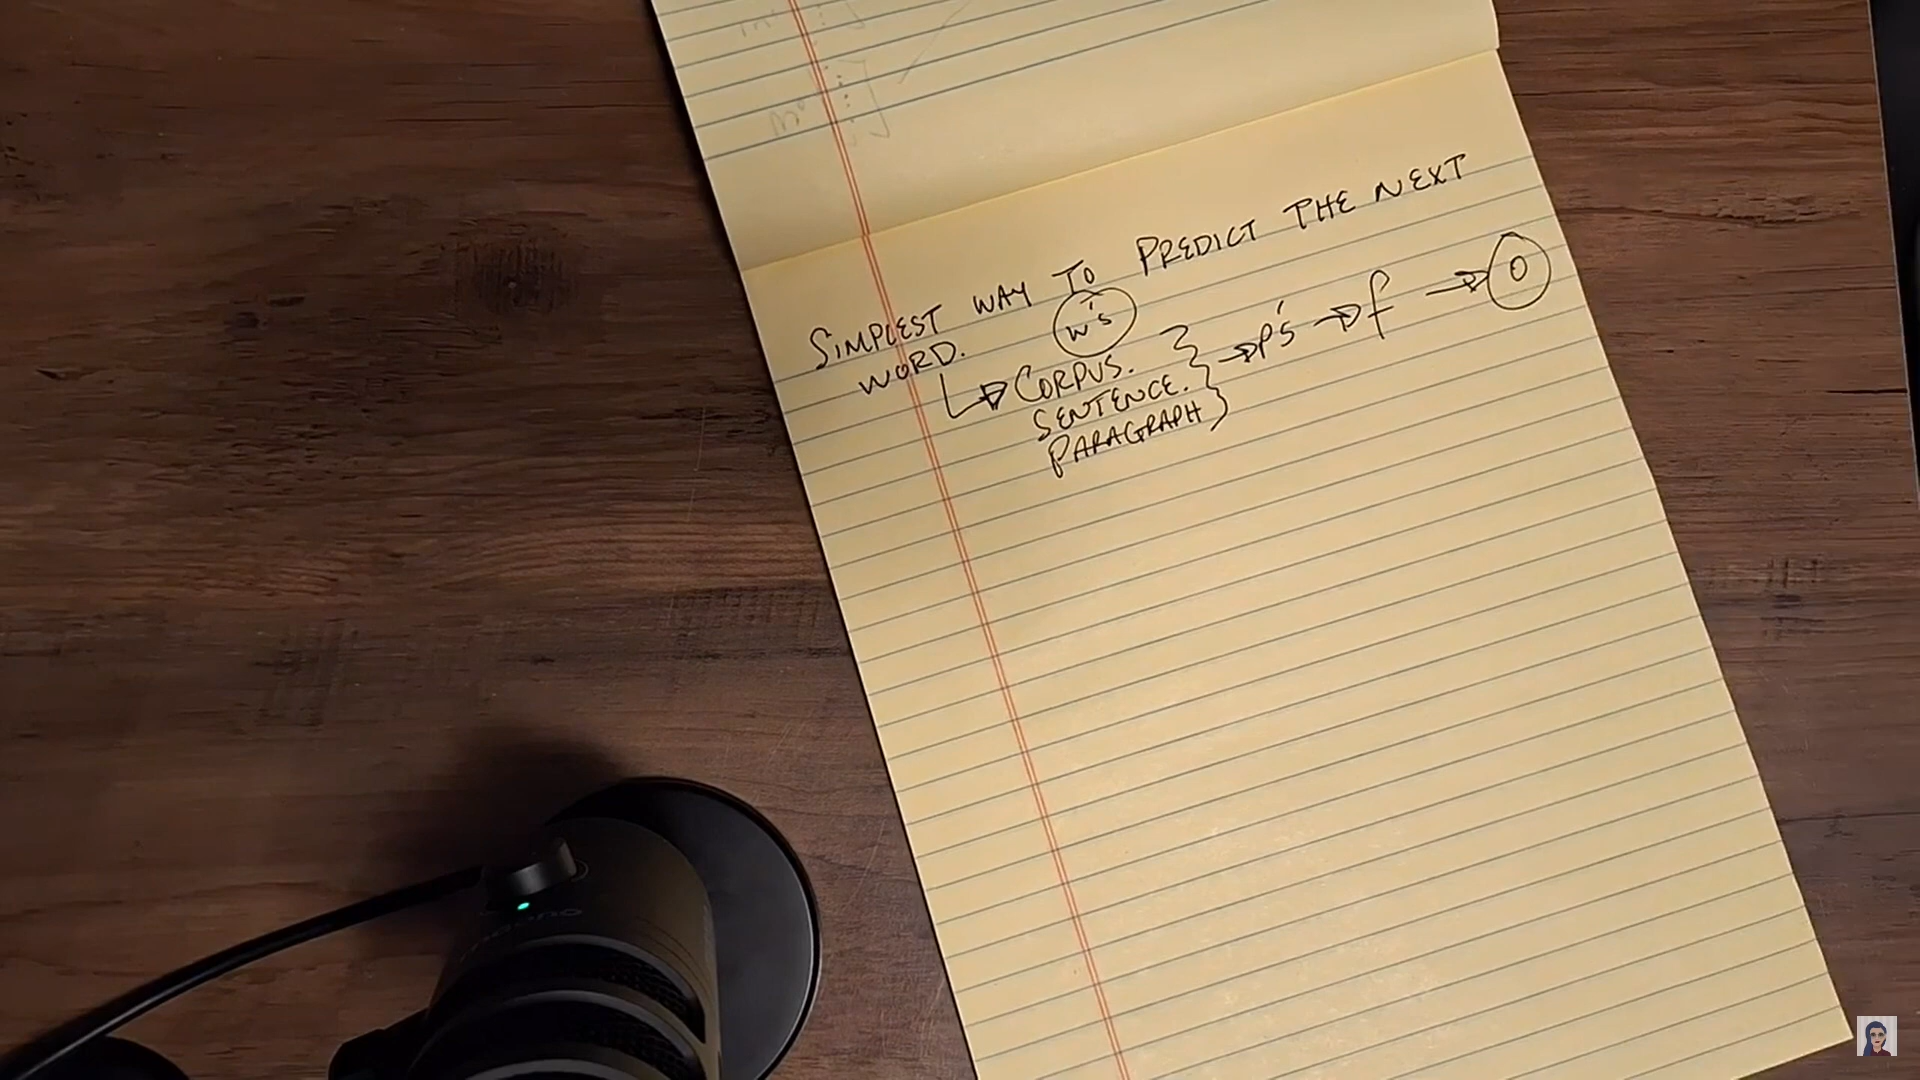 SIMPLEST WAY TO PREDICT THE NEXT
WORD.
w's
CORPUS.
SENTENCE.
PARAGRAPH
p's
f
O